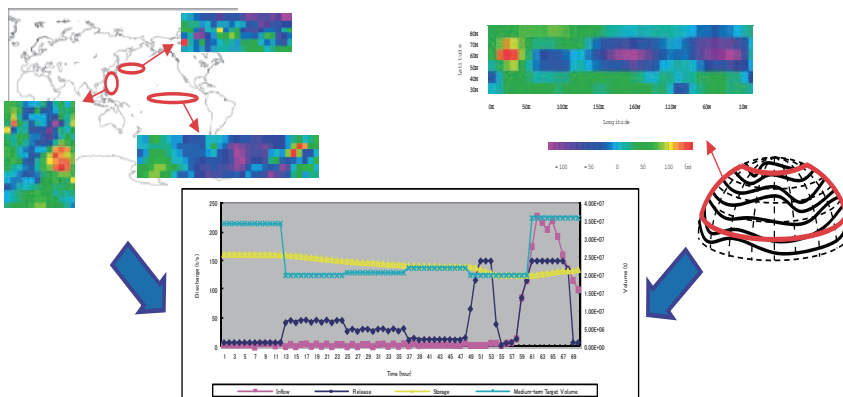 80N
70N
60N
50N
40N
30N
Latitude
0E 50E 100E 150E 160W 110W 60W 10W
Longitude
-100 -50 0 50 100 (m)
250
200
150
100
50
0
Discharge (t/s)
4.00E+07
3.50E+07
3.00E+07
2.50E+07
2.00E+07
1.50E+07
1.00E+07
5.00E+06
0.00E+00
Volume (t)
1 3 5 7 9 11 13 15 17 19 21 23 25 27 29 31 33 35 37 39 41 43 45 47 49 51 53 55 57 59 61 63 65 67 69
Time (hour)
Inflow Release Storage Medium-term Target Volume